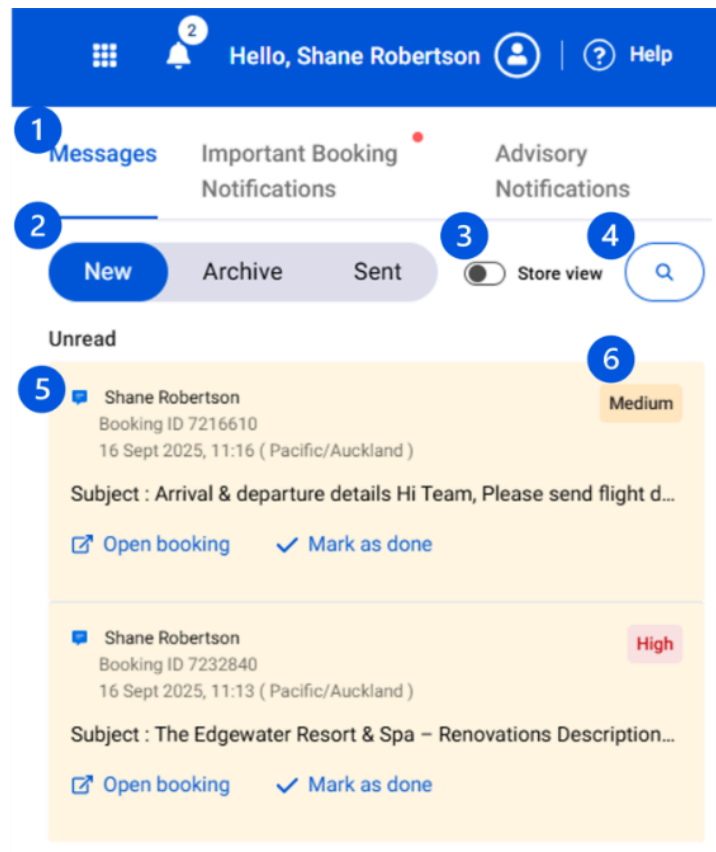 2
Hello, Shane Robertson
? Help
1
Messages
Important Booking
Notifications
Advisory
Notifications
2
3
4
New
Archive
Sent
Store view
Unread
5
6
Shane Robertson
Medium
Booking ID 7216610
16 Sept 2025, 11:16 ( Pacific/Auckland )
Subject : Arrival & departure details Hi Team, Please send flight d...
Open booking
Mark as done
Shane Robertson
High
Booking ID 7232840
16 Sept 2025, 11:13 ( Pacific/Auckland )
Subject : The Edgewater Resort & Spa – Renovations Description...
Open booking
Mark as done